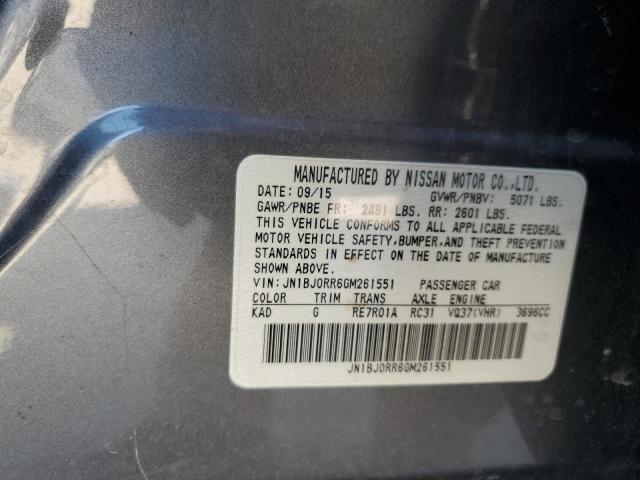 MANUFACTURED BY NISSAN MOTOR CO.,LTD.
DATE: 09/15 GVWR/PNBV: 5071 LBS.
GAWR/PNBE FR: 2491 LBS. RR: 2601 LBS.
THIS VEHICLE CONFORMS TO ALL APPLICABLE FEDERAL
MOTOR VEHICLE SAFETY,BUMPER,AND THEFT PREVENTION
STANDARDS IN EFFECT ON THE DATE OF MANUFACTURE
SHOWN ABOVE.
VIN: JN1BJ0RR6GM261551 PASSENGER CAR
COLOR TRIM TRANS AXLE ENGINE
KAD G RE7R01A RC31 VQ37(VHR) 3696CC
JN1BJ0RR6GM261551